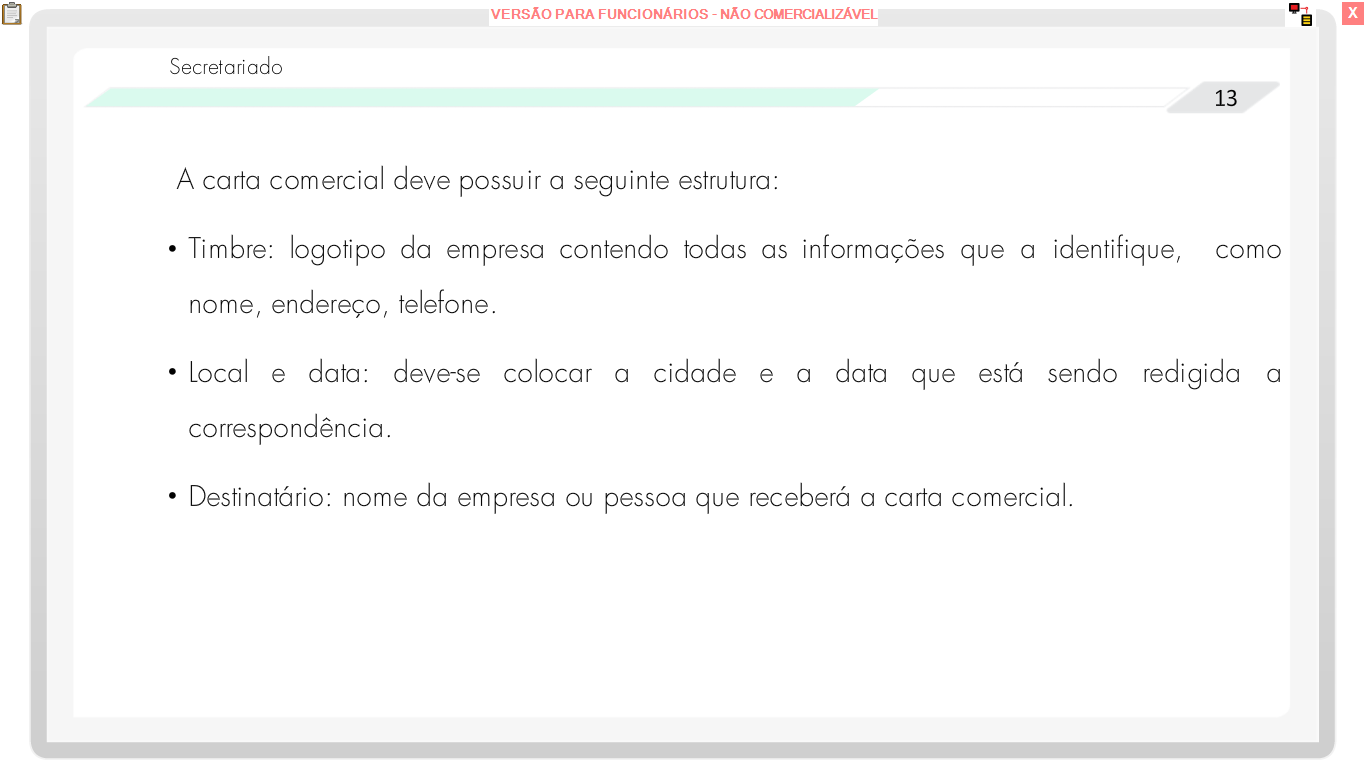 VERSÃO PARA FUNCIONÁRIOS - NÃO COMERCIALIZÁVEL
X
Secretariado
13
A carta comercial deve possuir a seguinte estrutura:
• Timbre: logotipo da empresa contendo todas as informações que a identifique, como
nome, endereço, telefone.
• Local e data: deve-se colocar a cidade e a data que está sendo redigida a
correspondência.
• Destinatário: nome da empresa ou pessoa que receberá a carta comercial.